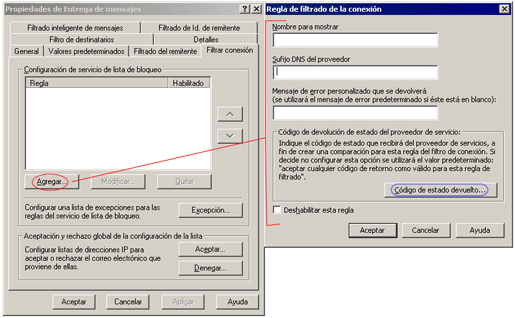 Propiedades de Entrega de mensajes
Filtrado inteligente de mensajes
Filtrado de Id. de remitente
Filtro de destinatarios
Detalles
General
Valores predeterminados
Filtrado del remitente
Filtrar conexión
Configuración de servicio de lista de bloqueo
Regla
Habilitado
Agregar...
Modificar...
Quitar
Configurar una lista de excepciones para las
reglas del servicio de lista de bloqueo.
Excepción...
Aceptación y rechazo global de la configuración de la lista
Configurar listas de direcciones IP para
aceptar o rechazar el correo electrónico que
proviene de ellas.
Aceptar...
Denegar...
Aceptar
Cancelar
Aplicar
Ayuda
Regla de filtrado de la conexión
Nombre para mostrar
Sufijo DNS del proveedor
Mensaje de error personalizado que se devolverá
(se utilizará el mensaje de error predeterminado si éste está en blanco):
Código de devolución de estado del proveedor de servicio:
Indique el código de estado que recibirá del proveedor de servicios, a
fin de crear una comparación para esta regla del filtro de conexión. Si
decide no configurar esta opción se utilizará el valor predeterminado:
"aceptar cualquier código de retorno como válido para esta regla de
filtrado".
Código de estado devuelto...
Deshabilitar esta regla
Aceptar
Cancelar
Ayuda